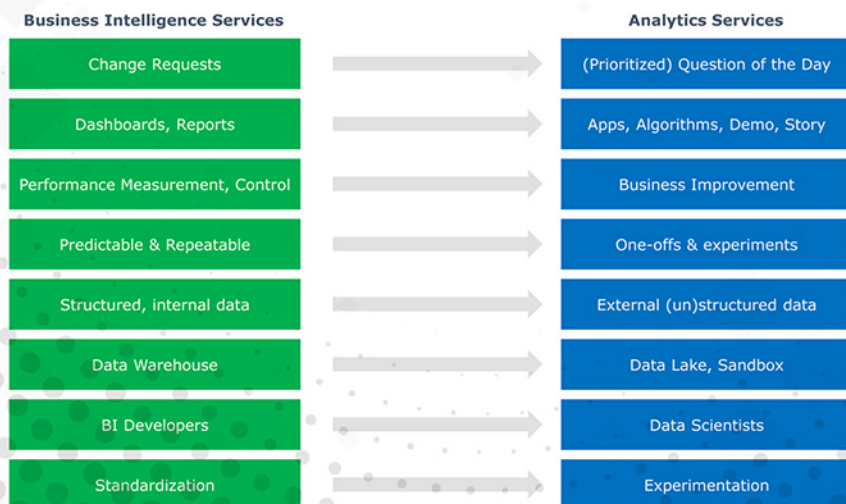 Business Intelligence Services
Analytics Services
Change Requests
(Prioritized) Question of the Day
Dashboards, Reports
Apps, Algorithms, Demo, Story
Performance Measurement, Control
Business Improvement
Predictable & Repeatable
One-offs & experiments
Structured, internal data
External (un)structured data
Data Warehouse
Data Lake, Sandbox
BI Developers
Data Scientists
Standardization
Experimentation